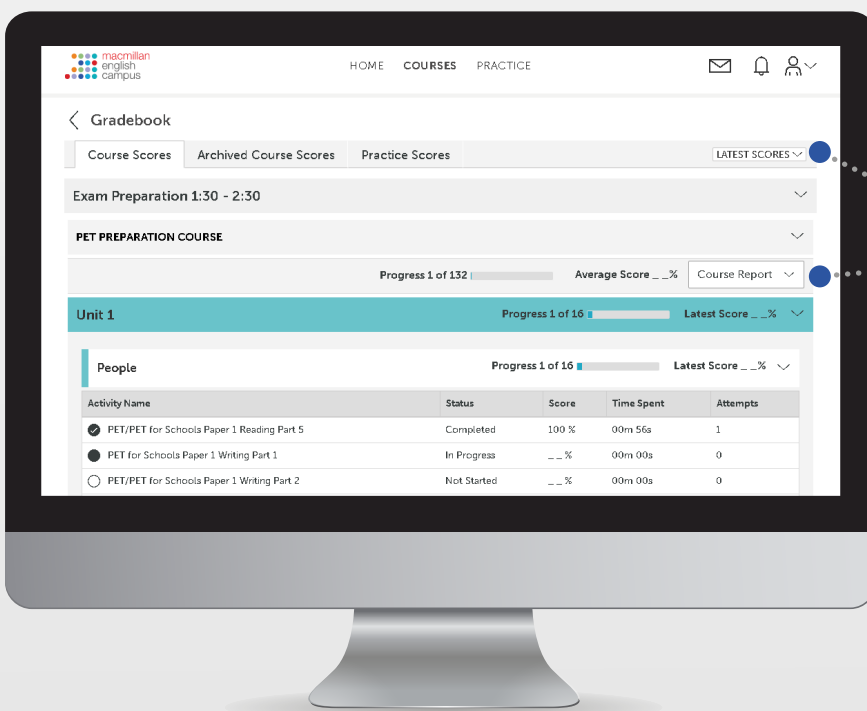 macmillan
english
campus
HOME COURSES PRACTICE
Gradebook
Course Scores Archived Course Scores Practice Scores LATEST SCORES
Exam Preparation 1:30 - 2:30
PET PREPARATION COURSE
Progress 1 of 132 Average Score _ _% Course Report
Unit 1 Progress 1 of 16 Latest Score _ _%
People Progress 1 of 16 Latest Score _ _%
Activity Name Status Score Time Spent Attempts
PET/PET for Schools Paper 1 Reading Part 5 Completed 100 % 00m 56s 1
PET for Schools Paper 1 Writing Part 1 In Progress _ _ % 00m 00s 0
PET/PET for Schools Paper 1 Writing Part 2 Not Started _ _ % 00m 00s 0